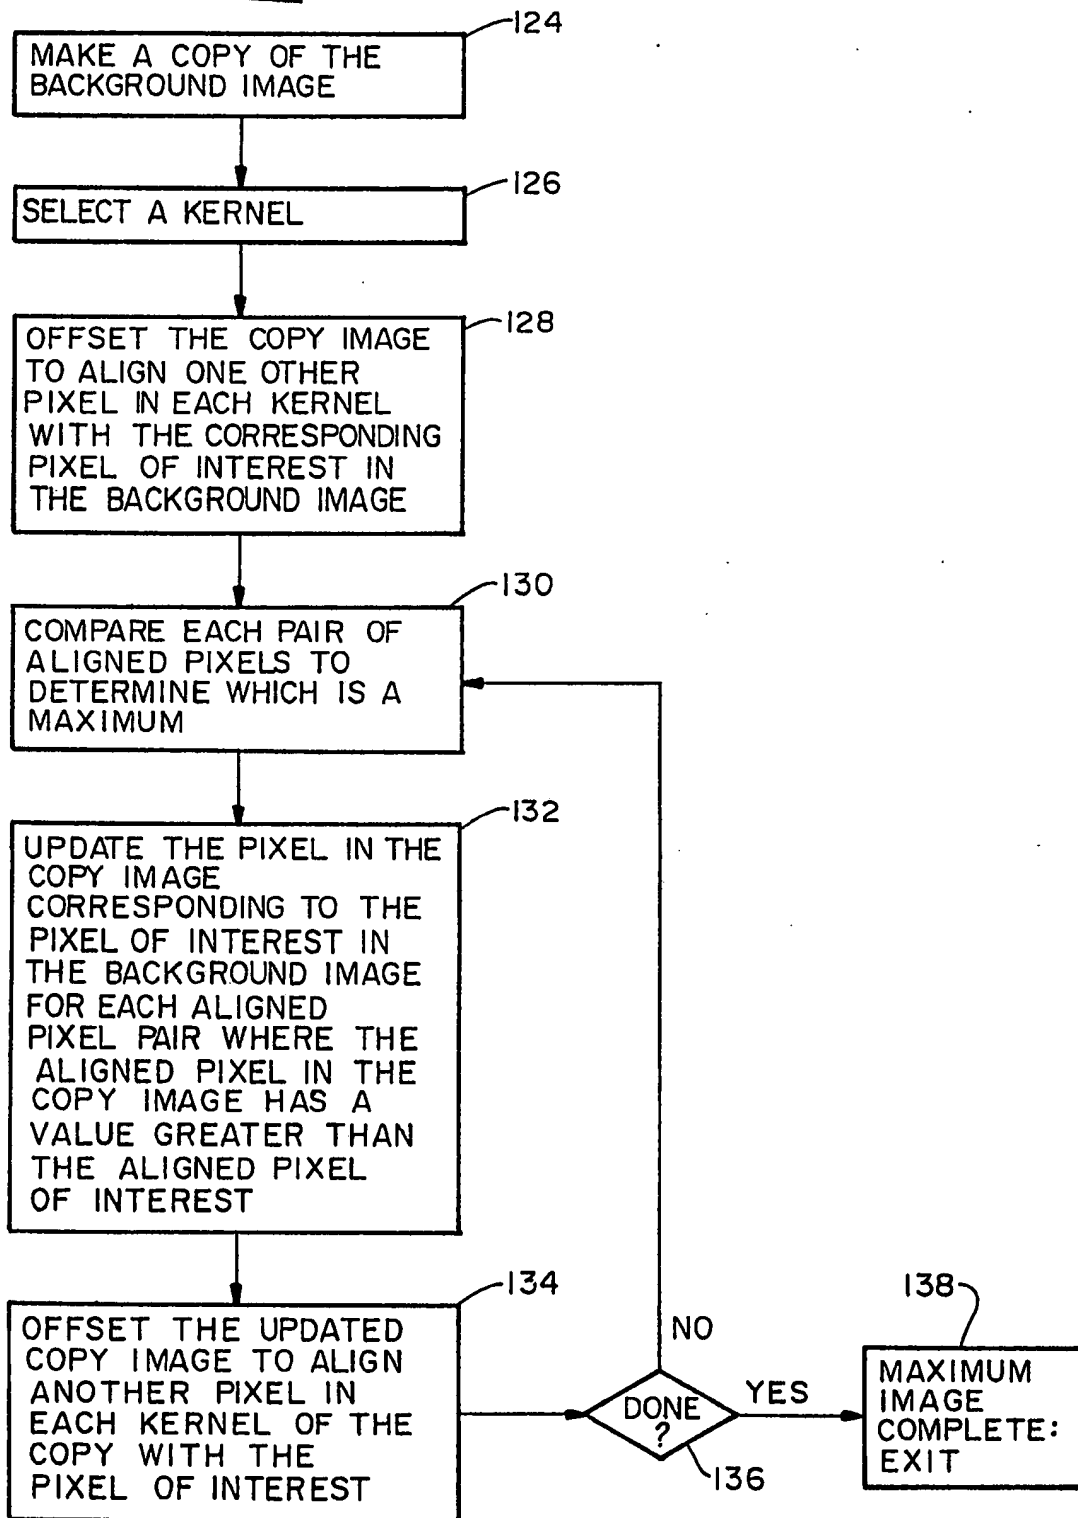 124
MAKE A COPY OF THE
BACKGROUND IMAGE
126
SELECT A KERNEL
128
OFFSET THE COPY IMAGE
TO ALIGN ONE OTHER
PIXEL IN EACH KERNEL
WITH THE CORRESPONDING
PIXEL OF INTEREST IN
THE BACKGROUND IMAGE
130
COMPARE EACH PAIR OF
ALIGNED PIXELS TO
DETERMINE WHICH IS A
MAXIMUM
132
UPDATE THE PIXEL IN THE
COPY IMAGE
CORRESPONDING TO THE
PIXEL OF INTEREST IN
THE BACKGROUND IMAGE
FOR EACH ALIGNED
PIXEL PAIR WHERE THE
ALIGNED PIXEL IN THE
COPY IMAGE HAS A
VALUE GREATER THAN
THE ALIGNED PIXEL
OF INTEREST
134
OFFSET THE UPDATED
COPY IMAGE TO ALIGN
ANOTHER PIXEL IN
EACH KERNEL OF THE
COPY WITH THE
PIXEL OF INTEREST
NO
DONE
?
136
YES
138
MAXIMUM
IMAGE
COMPLETE:
EXIT